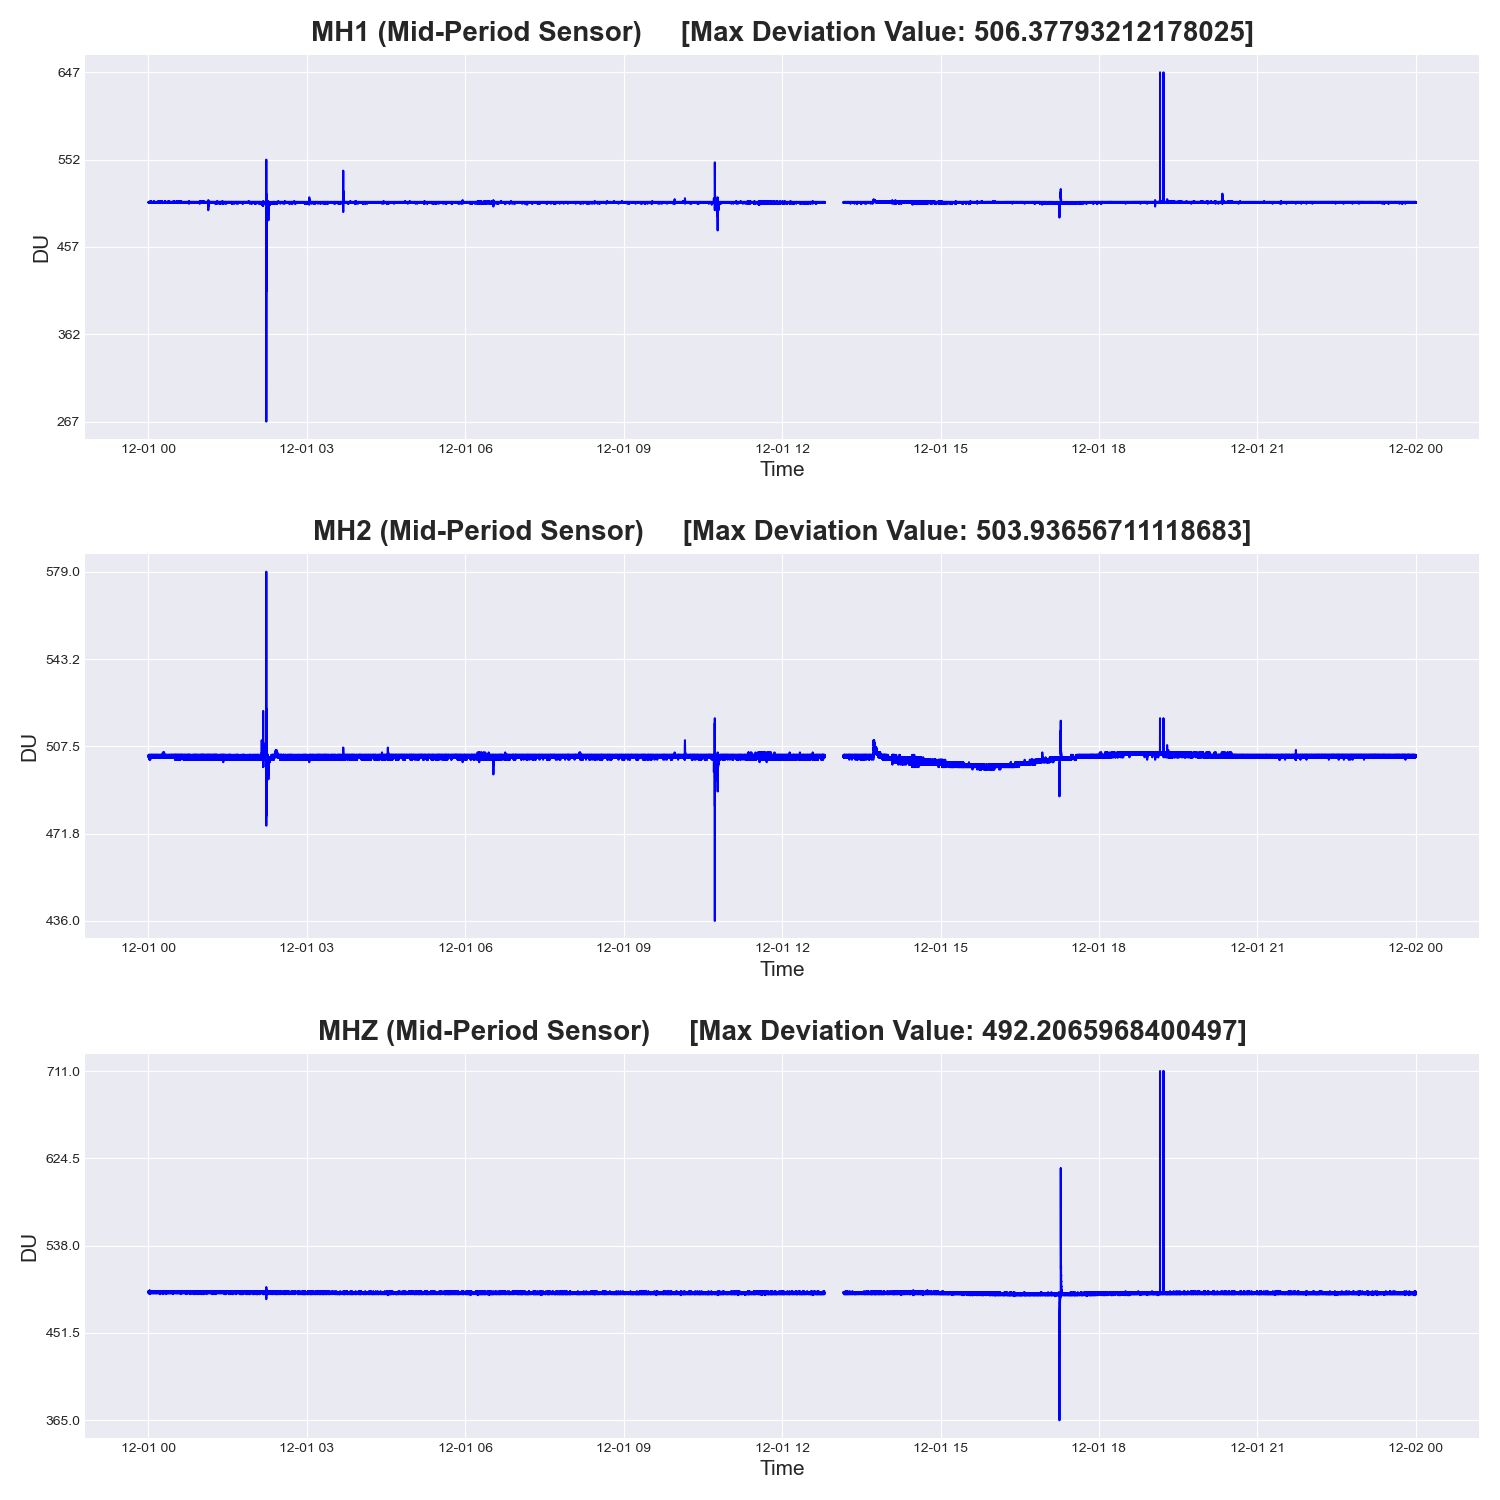 MH1 (Mid-Period Sensor) [Max Deviation Value: 506.37793212178025]
647
552
457
362
267
DU
12-01 00 12-01 03 12-01 06 12-01 09 12-01 12 12-01 15 12-01 18 12-01 21 12-02 00
Time
MH2 (Mid-Period Sensor) [Max Deviation Value: 503.93656711118683]
579.0
543.2
507.5
471.8
436.0
DU
12-01 00 12-01 03 12-01 06 12-01 09 12-01 12 12-01 15 12-01 18 12-01 21 12-02 00
Time
MHZ (Mid-Period Sensor) [Max Deviation Value: 492.2065968400497]
711.0
624.5
538.0
451.5
365.0
DU
12-01 00 12-01 03 12-01 06 12-01 09 12-01 12 12-01 15 12-01 18 12-01 21 12-02 00
Time